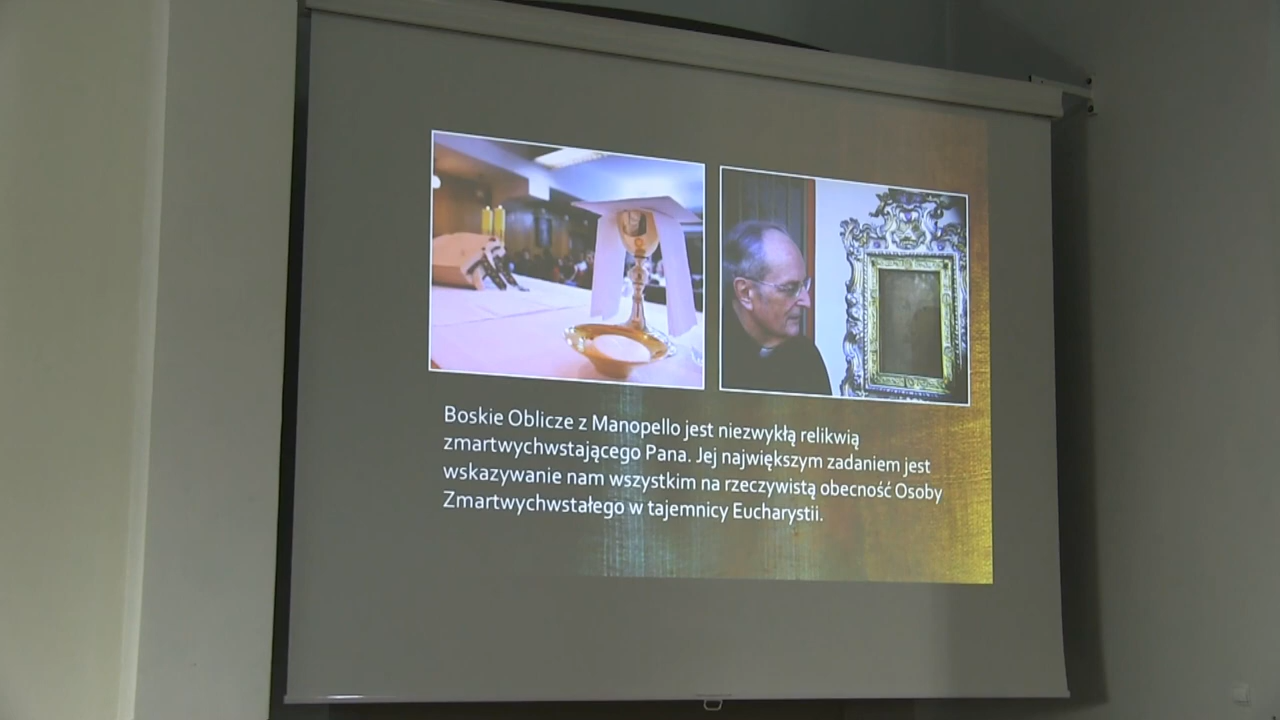 Boskie Oblicze z Manopello jest niezwykłą relikwią
zmartwychwstającego Pana. Jej największym zadaniem jest
wskazywanie nam wszystkim na rzeczywistą obecność Osoby
Zmartwychwstałego w tajemnicy Eucharystii.